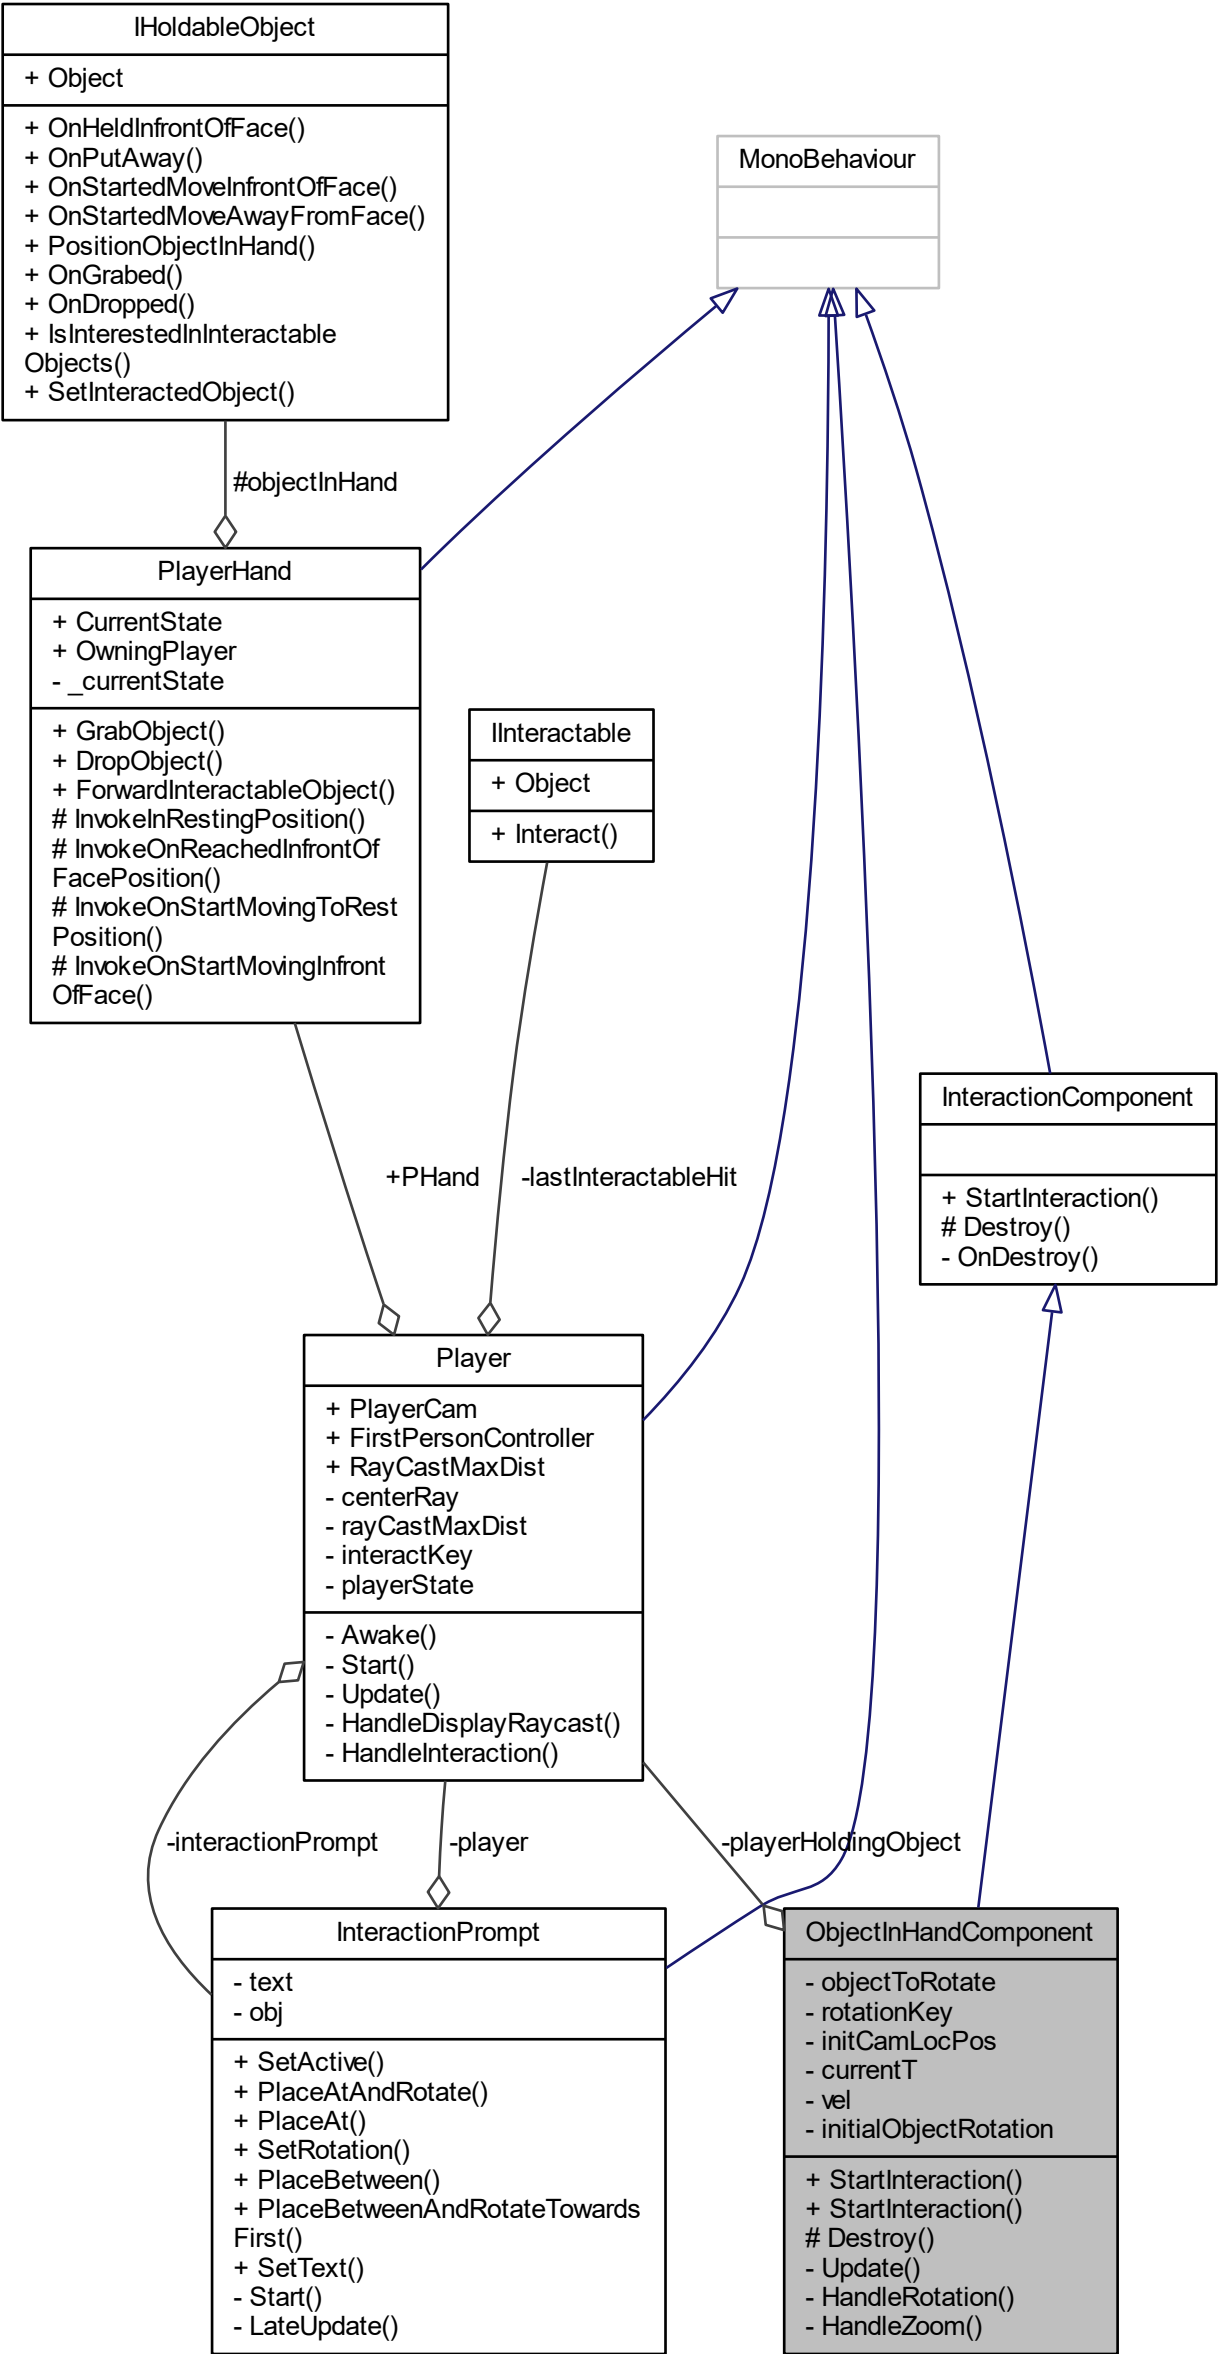 IHoldableObject
+ Object
+ OnHeldInfrontOfFace()
+ OnPutAway()
+ OnStartedMoveInfrontOfFace()
+ OnStartedMoveAwayFromFace()
+ PositionObjectInHand()
+ OnGrabed()
+ OnDropped()
+ IsInterestedInInteractable
Objects()
+ SetInteractedObject()
MonoBehaviour
#objectInHand
PlayerHand
+ CurrentState
+ OwningPlayer
- _currentState
+ GrabObject()
+ DropObject()
+ ForwardInteractableObject()
# InvokeInRestingPosition()
# InvokeOnReachedInfrontOf
FacePosition()
# InvokeOnStartMovingToRest
Position()
# InvokeOnStartMovingInfront
OfFace()
IInteractable
+ Object
+ Interact()
InteractionComponent
+ StartInteraction()
# Destroy()
- OnDestroy()
+PHand
-lastInteractableHit
Player
+ PlayerCam
+ FirstPersonController
+ RayCastMaxDist
- centerRay
- rayCastMaxDist
- interactKey
- playerState
- Awake()
- Start()
- Update()
- HandleDisplayRaycast()
- HandleInteraction()
-interactionPrompt
-player
-playerHoldingObject
InteractionPrompt
- text
- obj
+ SetActive()
+ PlaceAtAndRotate()
+ PlaceAt()
+ SetRotation()
+ PlaceBetween()
+ PlaceBetweenAndRotateTowards
First()
+ SetText()
- Start()
- LateUpdate()
ObjectInHandComponent
- objectToRotate
- rotationKey
- initCamLocPos
- currentT
- vel
- initialObjectRotation
+ StartInteraction()
+ StartInteraction()
# Destroy()
- Update()
- HandleRotation()
- HandleZoom()